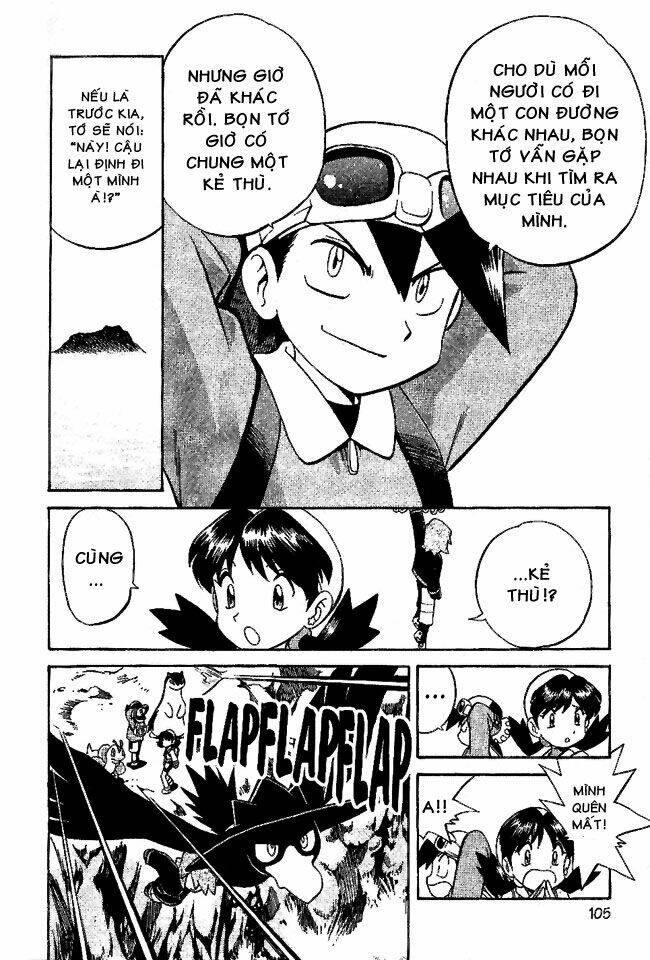 CHO DÙ MỖI
NGƯỜI CÓ ĐI
MỘT CON ĐƯỜNG
KHÁC NHAU, BỌN
TỚ VẪN GẶP
NHAU KHI TÌM RA
MỤC TIÊU CỦA
MÌNH.
NHƯNG GIỜ
ĐÃ KHÁC
RỒI. BỌN TỚ
GIỜ CÓ
CHUNG MỘT
KẺ THÙ.
NẾU LÀ
TRƯỚC KIA,
TỚ SẼ NÓI:
"NÀY! CẬU
LẠI ĐỊNH ĐI
MỘT MÌNH
À!?"
...KẺ
THÙ!?
CÙNG
...
...
MÌNH
QUÊN
MẤT!
A!!
FLAPFLAPFLAP
105